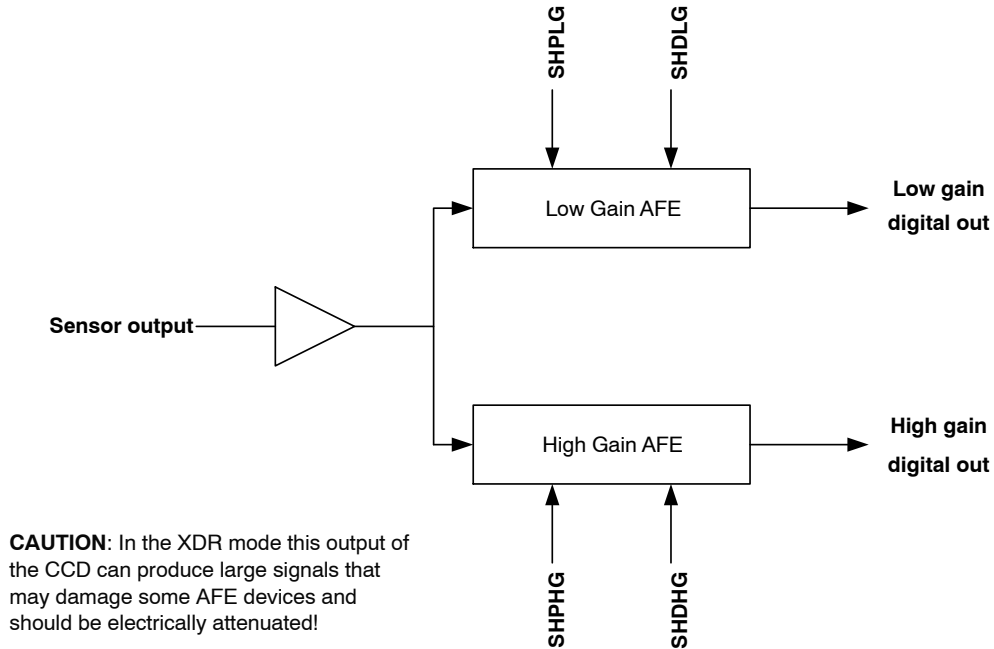 SHPLG
SHDLG
Low Gain AFE
Low gain
digital out
Sensor output
High Gain AFE
High gain
digital out
SHPHG
SHDHG
CAUTION: In the XDR mode this output of
the CCD can produce large signals that
may damage some AFE devices and
should be electrically attenuated!